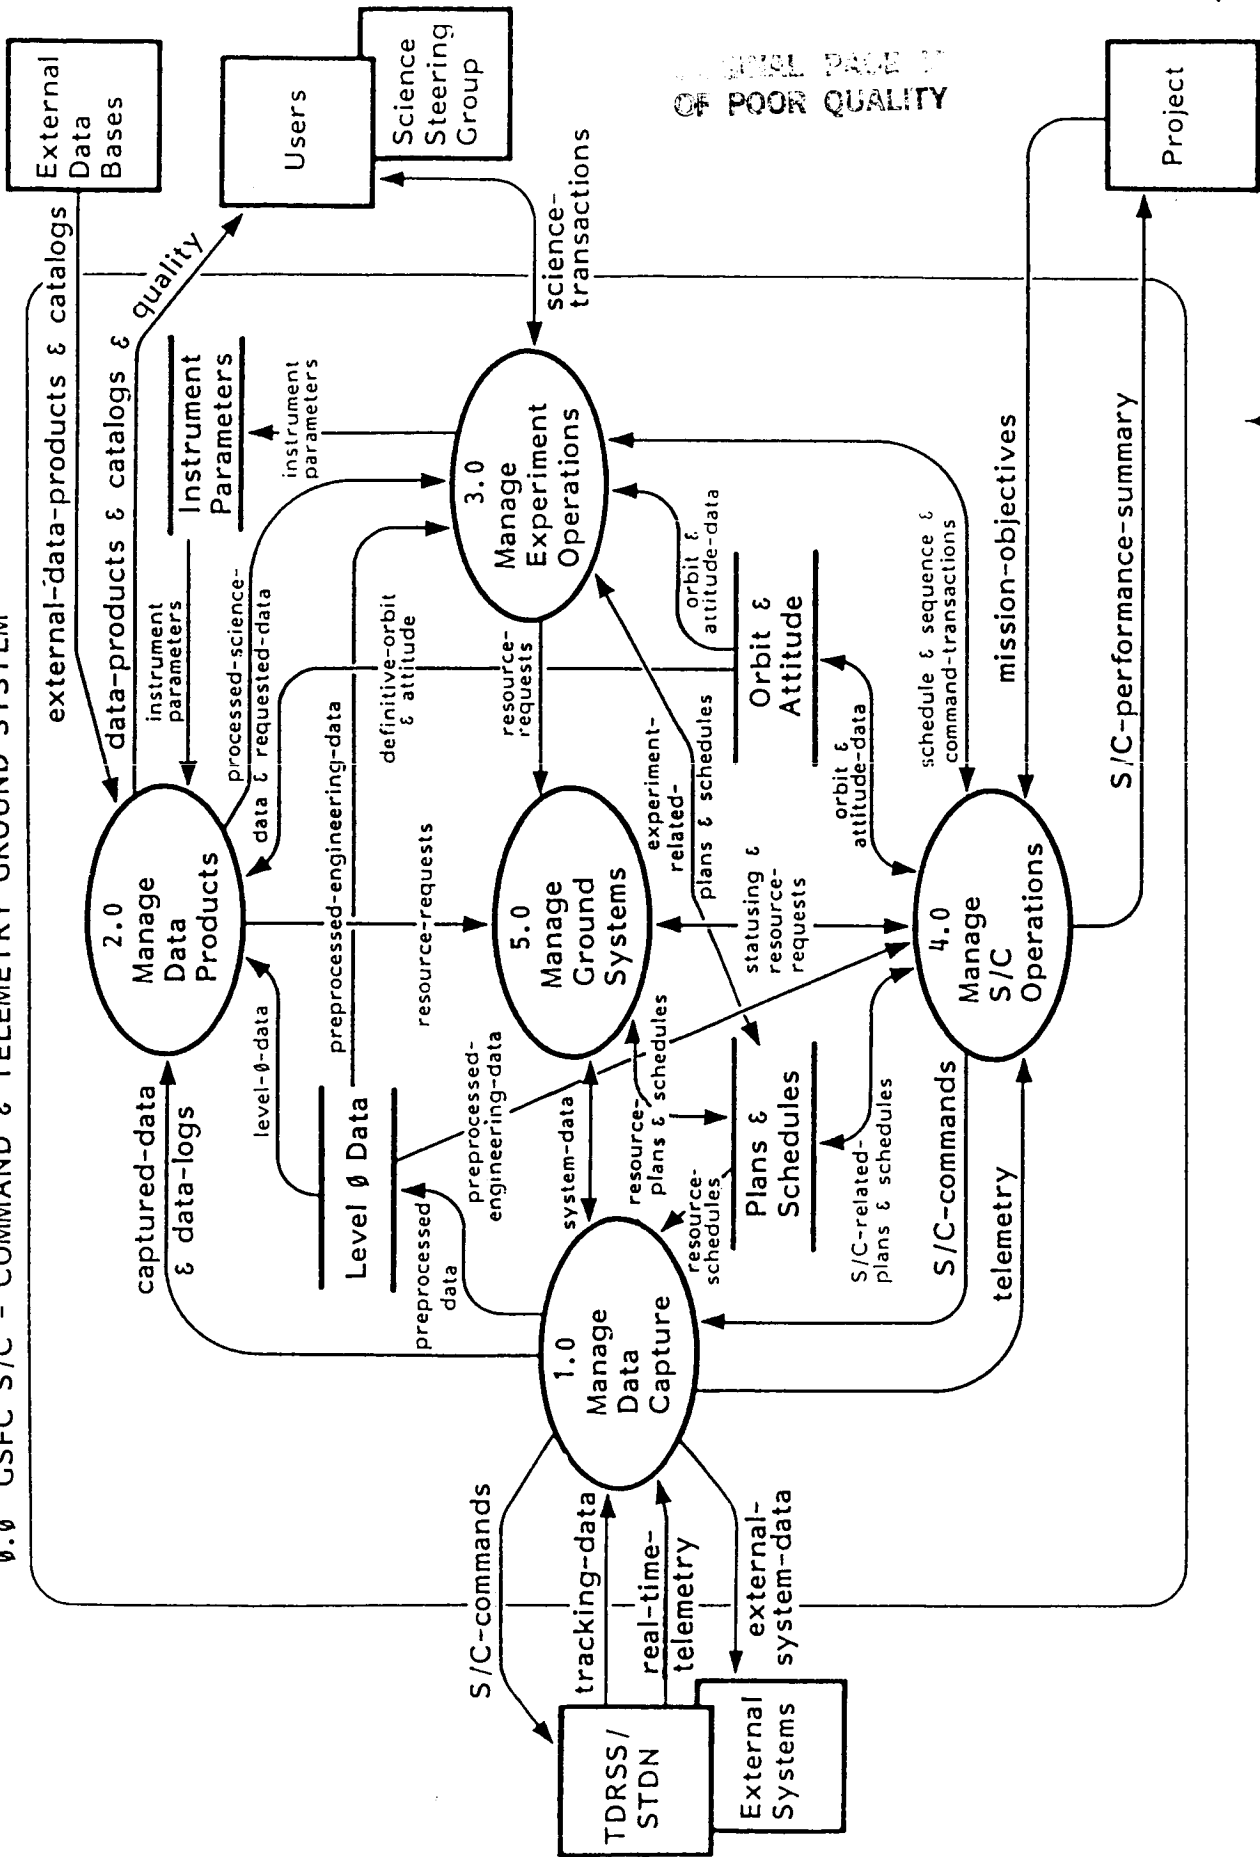 0.0 GSFC S/C - COMMAND & TELEMETRY GROUND SYSTEM
External
Data
Bases
Users
Science
Steering
Group
PAGE
OF POOR QUALITY
Project
external-data-products & catalogs
data-products & catalogs &
quality
science-
transactions
Instrument
Parameters
instrument
parameters
instrument
parameters
processed-science-
data & requested-data
preprocessed-engineering-data
definitive-orbit
& attitude
2.0
Manage
Data
Products
3.0
Manage
Experiment
Operations
resource-
requests
orbit &
attitude-data
Orbit &
Attitude
orbit &
attitude-data
schedule & sequence &
command-transactions
mission-objectives
S/C-performance-summary
experiment-
related-
plans & schedules
resource-requests
5.0
Manage
Ground
Systems
statusing &
resource-
requests
4.0
Manage
S/C
Operations
captured-data
& data-logs
level-0-data
Level 0 Data
preprocessed-
engineering-data
preprocessed
data
system-data
resource-
plans & schedules
Plans &
Schedules
resource-
schedules
S/C-related-
plans & schedules
S/C-commands
telemetry
1.0
Manage
Data
Capture
S/C-commands
tracking-data
real-time-
telemetry
external-
system-data
TDRSS/
STDN
External
Systems